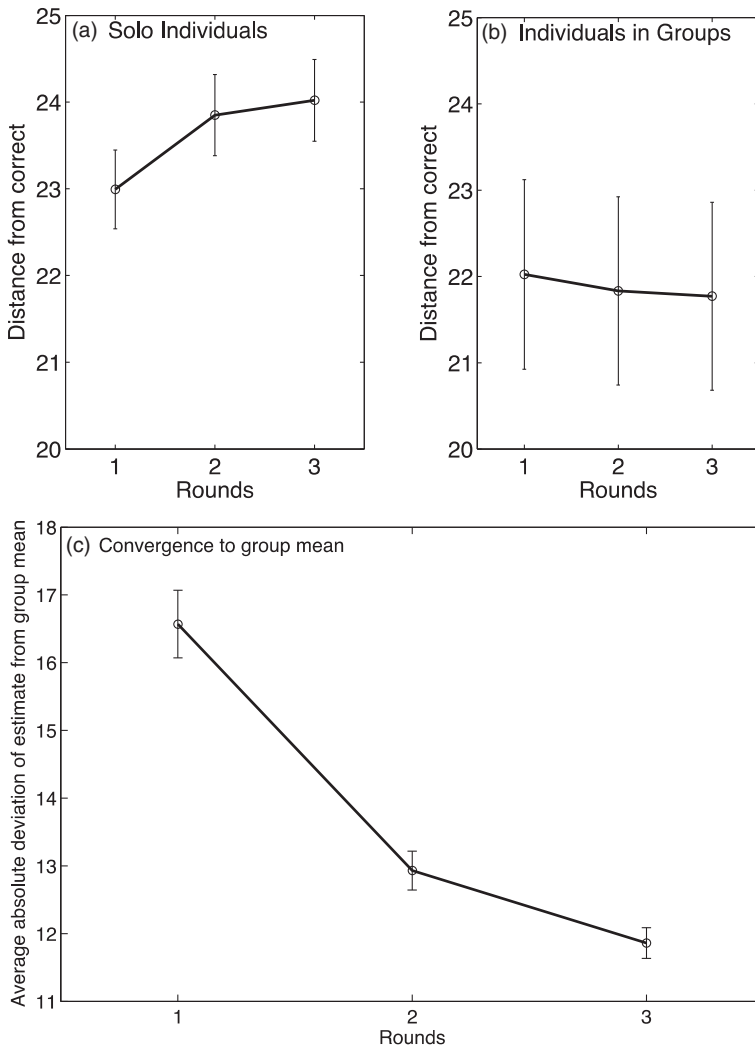 (a) Solo Individuals
Distance from correct
25
24
23
22
21
20
1 2 3
Rounds
(b) Individuals in Groups
Distance from correct
25
24
23
22
21
20
1 2 3
Rounds
(c) Convergence to group mean
Average absolute deviation of estimate from group mean
18
17
16
15
14
13
12
11
1 2 3
Rounds